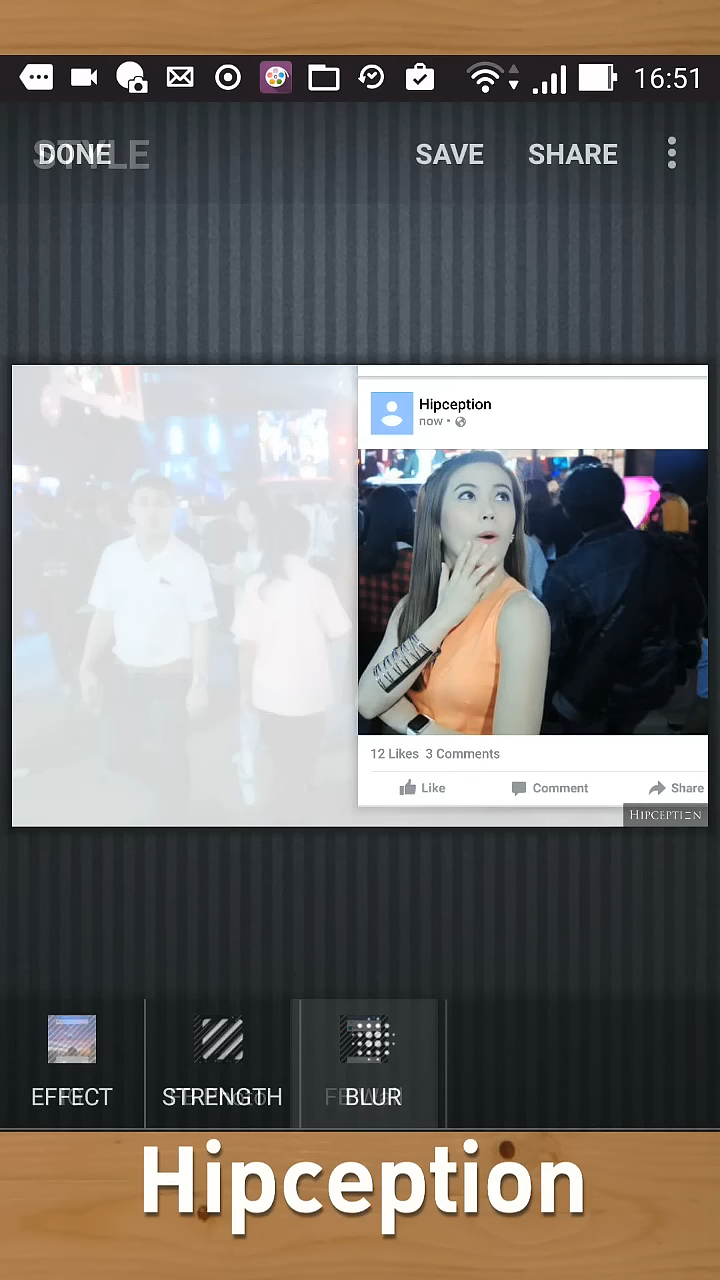 16:51
STYLE
DONE
SAVE
SHARE
Hipception
now
12 Likes 3 Comments
Like
Comment
Share
HIPCEPTION
EFFECT
STRENGTH
BLUR
Hipception